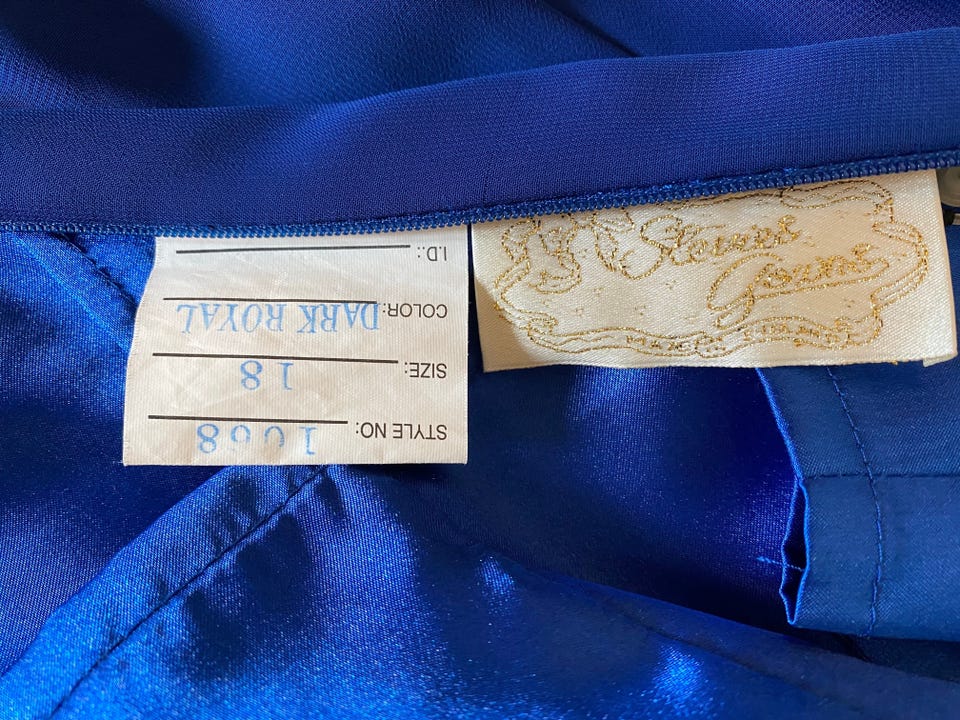 STYLE NO: 1068
SIZE: 18
COLOR: DARK ROYAL
I.D.:
Gowns